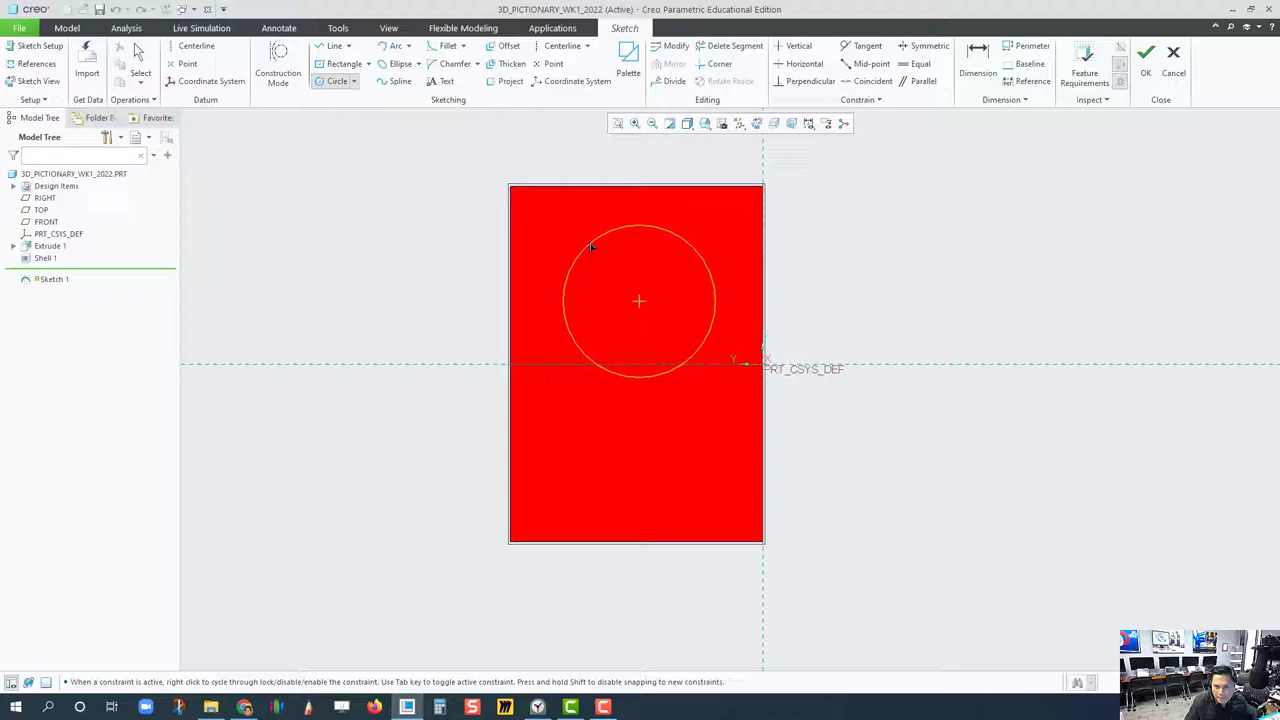 creo
3D_PICTIONARY_WK1_2022 (Active) - Creo Parametric Educational Edition
File Model Analysis Live Simulation Annotate Tools View Flexible Modeling Applications Sketch
Sketch Setup
References
Sketch View
Setup
Import
Get Data
Select
Operations
Centerline
Point
Coordinate System
Datum
Construction
Mode
Line Arc Fillet Offset Centerline
Rectangle Ellipse Chamfer Thicken Point
Circle Spline Text Project Coordinate System
Palette
Sketching
Modify Delete Segment
Mirror Corner
Divide Rotate Resize
Editing
Vertical Tangent Symmetric
Horizontal Mid-point Equal
Perpendicular Coincident Parallel
Constrain
Dimension
Perimeter
Baseline
Reference
Dimension
Feature
Requirements
Inspect
OK Cancel
Close
Model Tree Folder B Favorite
Model Tree
3D_PICTIONARY_WK1_2022.PRT
Design Items
RIGHT
TOP
FRONT
PRT_CSYS_DEF
Extrude 1
Shell 1
Sketch 1
Y X
PRT_CSYS_DEF
When a constraint is active, right click to cycle through lock/disable/enable the constraint. Use Tab key to toggle active constraint. Press and hold Shift to disable snapping to new constraints.